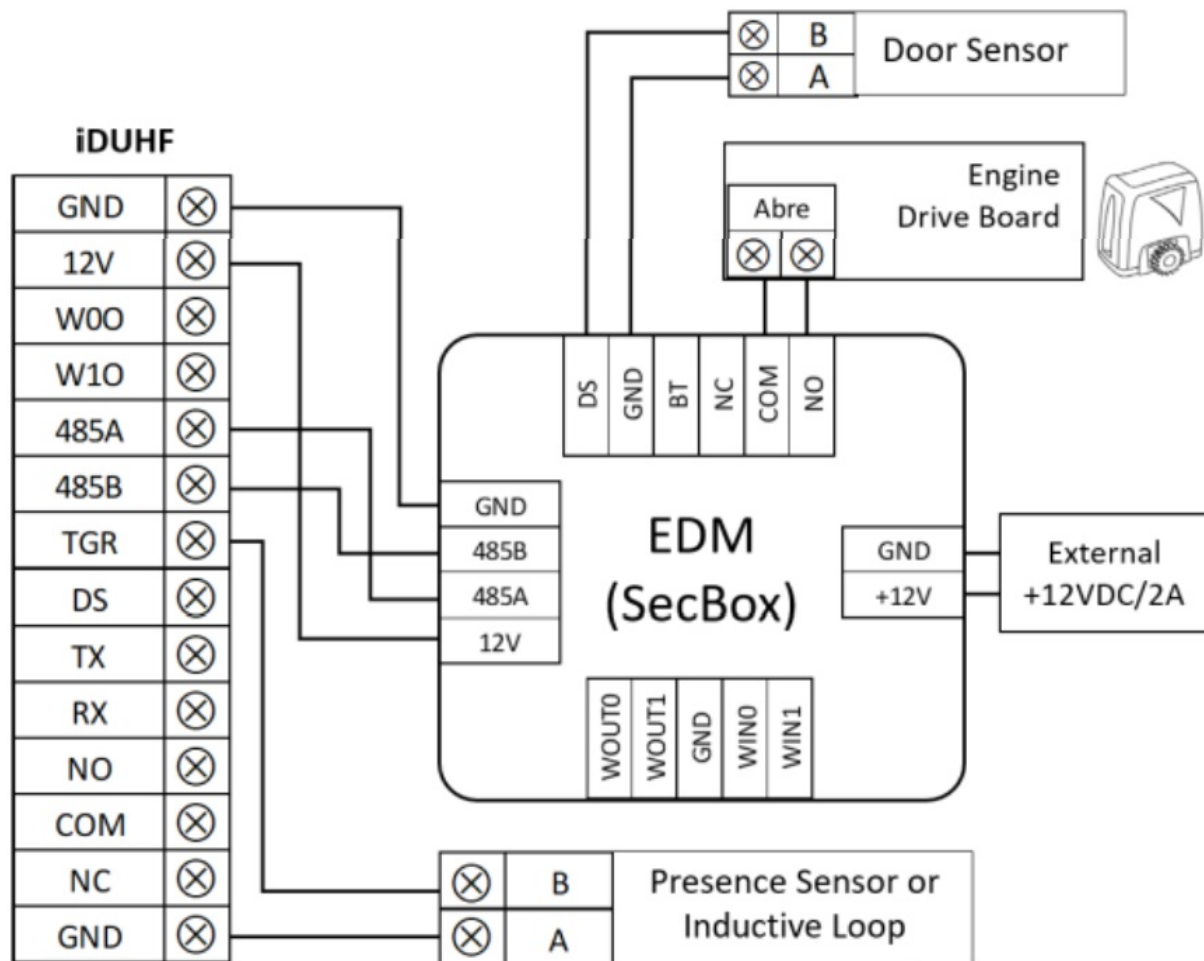 B
Door Sensor
A
iDUHF
Engine
Drive Board
Abre
GND
12V
W0O
W1O
485A
485B
TGR
DS
TX
RX
NO
COM
NC
GND
DS
GND
BT
NC
COM
NO
GND
485B
485A
12V
EDM
(SecBox)
GND
+12V
External
+12VDC/2A
WOUT0
WOUT1
GND
WIN0
WIN1
B
A
Presence Sensor or
Inductive Loop